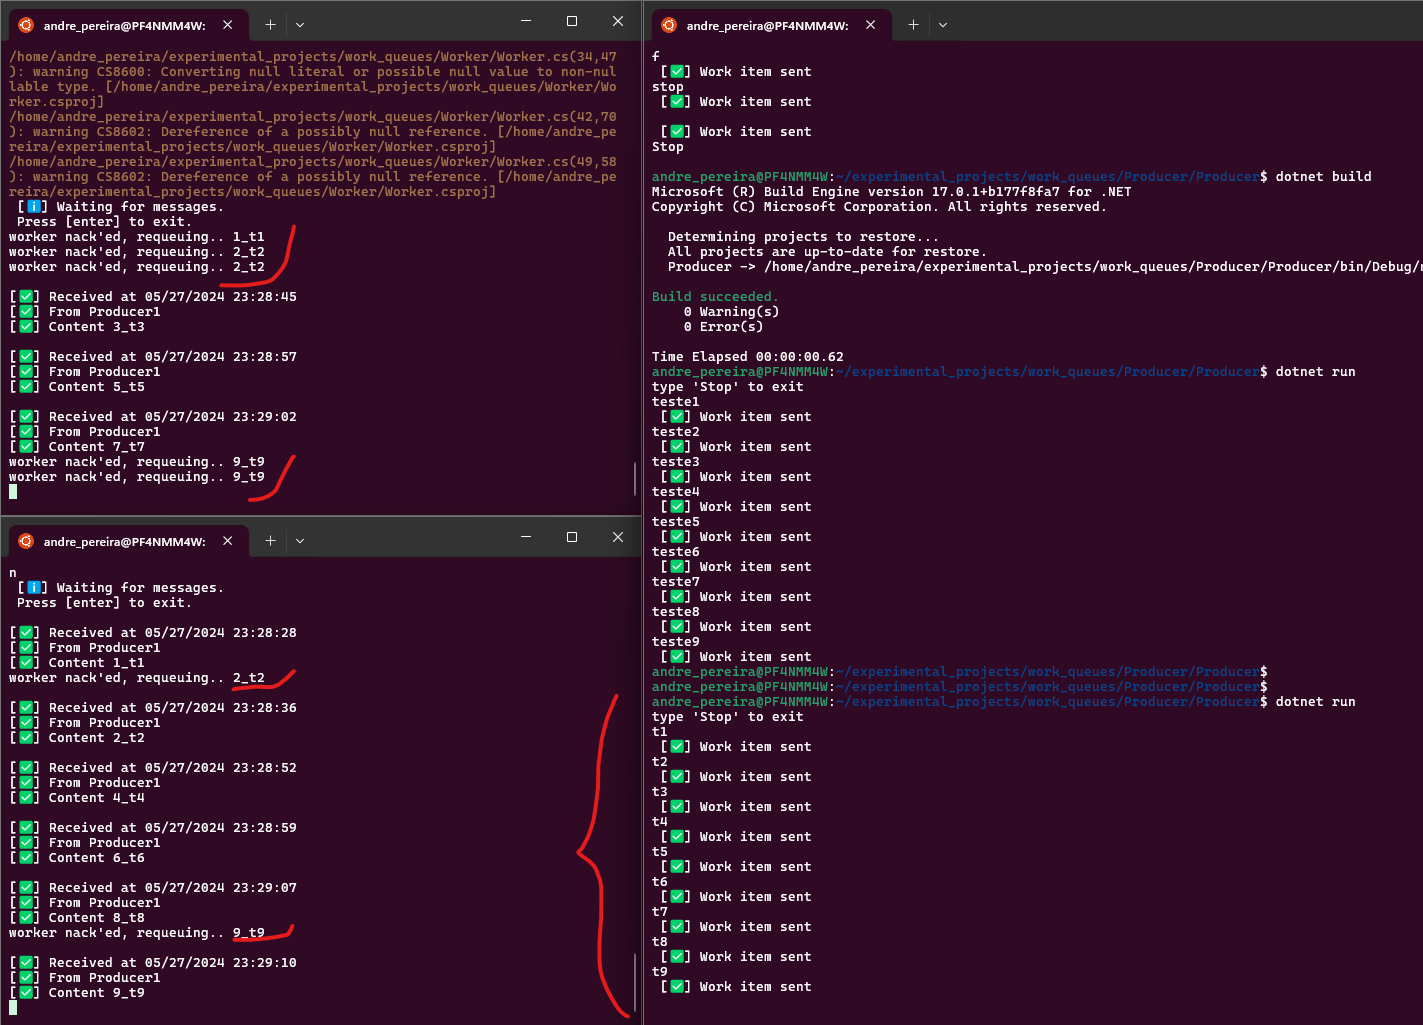 andre_pereira@PF4NMM4W:
/home/andre_pereira/experimental_projects/work_queues/Worker/Worker.cs(34,47
): warning CS8600: Converting null literal or possible null value to non-nul
lable type. [/home/andre_pereira/experimental_projects/work_queues/Worker/Wo
rker.csproj]
/home/andre_pereira/experimental_projects/work_queues/Worker/Worker.cs(42,70
): warning CS8602: Dereference of a possibly null reference. [/home/andre_pe
reira/experimental_projects/work_queues/Worker/Worker.csproj]
/home/andre_pereira/experimental_projects/work_queues/Worker/Worker.cs(49,58
): warning CS8602: Dereference of a possibly null reference. [/home/andre_pe
reira/experimental_projects/work_queues/Worker/Worker.csproj]
[ℹ️] Waiting for messages.
Press [enter] to exit.
worker nack'ed, requeuing.. 1_t1
worker nack'ed, requeuing.. 2_t2
worker nack'ed, requeuing.. 2_t2
[✅] Received at 05/27/2024 23:28:45
[✅] From Producer1
[✅] Content 3_t3
[✅] Received at 05/27/2024 23:28:57
[✅] From Producer1
[✅] Content 5_t5
[✅] Received at 05/27/2024 23:29:02
[✅] From Producer1
[✅] Content 7_t7
worker nack'ed, requeuing.. 9_t9
worker nack'ed, requeuing.. 9_t9
andre_pereira@PF4NMM4W:
n
[ℹ️] Waiting for messages.
Press [enter] to exit.
[✅] Received at 05/27/2024 23:28:28
[✅] From Producer1
[✅] Content 1_t1
worker nack'ed, requeuing.. 2_t2
[✅] Received at 05/27/2024 23:28:36
[✅] From Producer1
[✅] Content 2_t2
[✅] Received at 05/27/2024 23:28:52
[✅] From Producer1
[✅] Content 4_t4
[✅] Received at 05/27/2024 23:28:59
[✅] From Producer1
[✅] Content 6_t6
[✅] Received at 05/27/2024 23:29:07
[✅] From Producer1
[✅] Content 8_t8
worker nack'ed, requeuing.. 9_t9
[✅] Received at 05/27/2024 23:29:10
[✅] From Producer1
[✅] Content 9_t9
andre_pereira@PF4NMM4W:
f
[✅] Work item sent
stop
[✅] Work item sent
[✅] Work item sent
Stop
andre_pereira@PF4NMM4W:~/experimental_projects/work_queues/Producer/Producer$ dotnet build
Microsoft (R) Build Engine version 17.0.1+b177f8fa7 for .NET
Copyright (C) Microsoft Corporation. All rights reserved.
Determining projects to restore...
All projects are up-to-date for restore.
Producer -> /home/andre_pereira/experimental_projects/work_queues/Producer/Producer/bin/Debug/
Build succeeded.
0 Warning(s)
0 Error(s)
Time Elapsed 00:00:00.62
andre_pereira@PF4NMM4W:~/experimental_projects/work_queues/Producer/Producer$ dotnet run
type 'Stop' to exit
teste1
[✅] Work item sent
teste2
[✅] Work item sent
teste3
[✅] Work item sent
teste4
[✅] Work item sent
teste5
[✅] Work item sent
teste6
[✅] Work item sent
teste7
[✅] Work item sent
teste8
[✅] Work item sent
teste9
[✅] Work item sent
andre_pereira@PF4NMM4W:~/experimental_projects/work_queues/Producer/Producer$
andre_pereira@PF4NMM4W:~/experimental_projects/work_queues/Producer/Producer$
andre_pereira@PF4NMM4W:~/experimental_projects/work_queues/Producer/Producer$ dotnet run
type 'Stop' to exit
t1
[✅] Work item sent
t2
[✅] Work item sent
t3
[✅] Work item sent
t4
[✅] Work item sent
t5
[✅] Work item sent
t6
[✅] Work item sent
t7
[✅] Work item sent
t8
[✅] Work item sent
t9
[✅] Work item sent